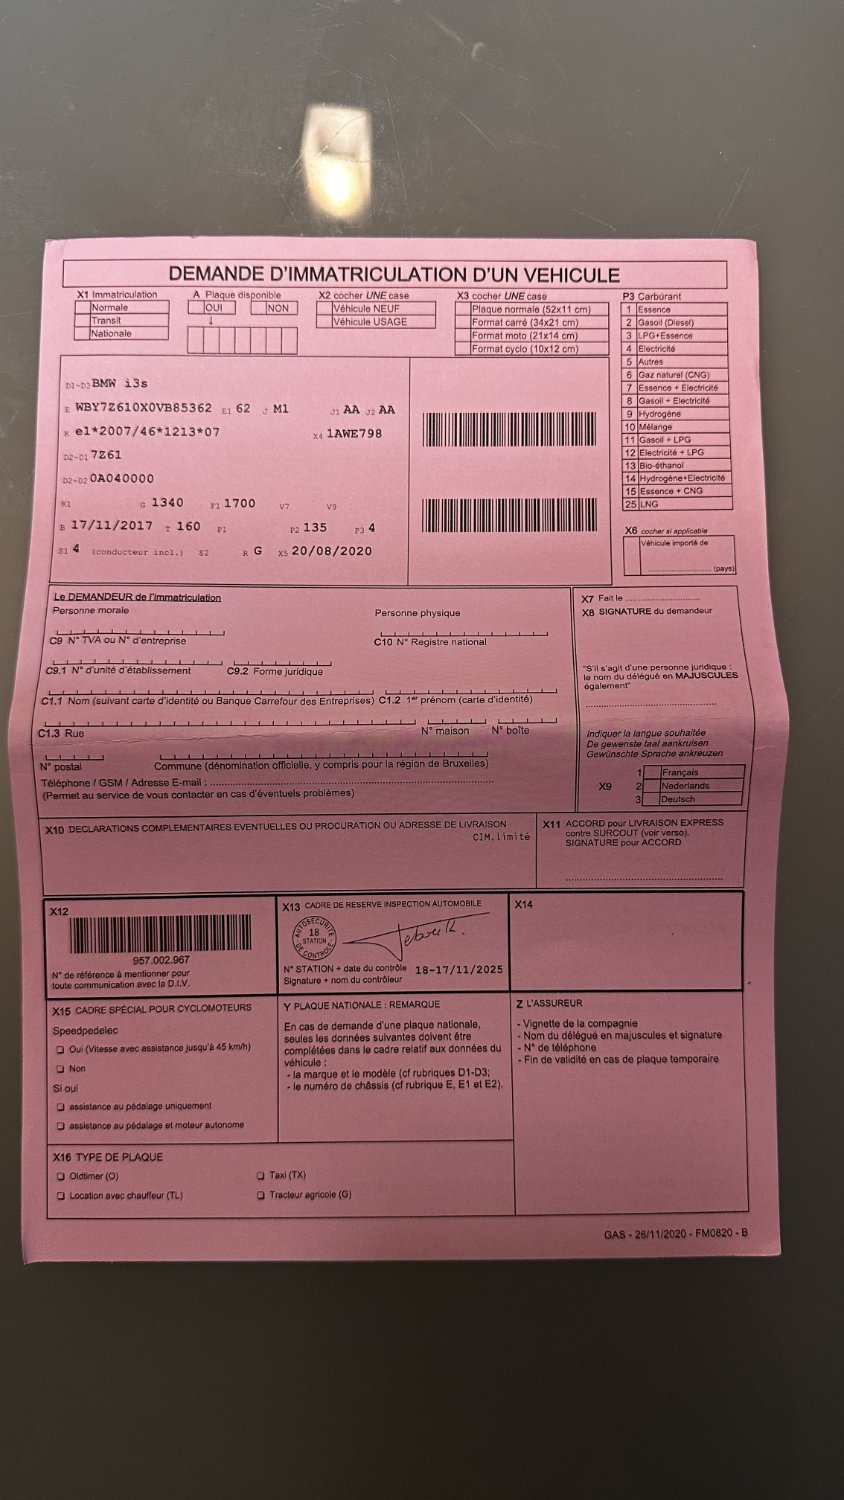 DEMANDE D'IMMATRICULATION D'UN VEHICULE
X1 Immatriculation
Normale
Transit
Nationale
A Plaque disponible
OUI NON
↓
X2 cocher UNE case
Véhicule NEUF
Véhicule USAGE
X3 cocher UNE case
Plaque normale (52x11 cm)
Format carré (34x21 cm)
Format moto (21x14 cm)
Format cyclo (10x12 cm)
P3 Carburant
1 Essence
2 Gasoil (Diesel)
3 LPG+Essence
4 Electricité
5 Autres
6 Gaz naturel (CNG)
7 Essence + Electricité
8 Gasoil + Electricité
9 Hydrogène
10 Mélange
11 Gasoil + LPG
12 Electricité + LPG
13 Bio-éthanol
14 Hydrogène+Electricité
15 Essence + CNG
25 LNG
X6 cocher si applicable
Véhicule importé de
(pays)
D1-D3 BMW i3s
E WBY7Z610X0VB85362 E1 62 J M1 J1 AA J2 AA
K e1*2007/46*1213*07 X4 1AWE798
D2-01 7Z61
D2-02 0A040000
K1 G 1340 F1 1700 V7 V9
B 17/11/2017 T 160 P1 P2 135 P3 4
S1 4 (conducteur incl.) S2 R G X5 20/08/2020
Le DEMANDEUR de l'immatriculation
Personne morale Personne physique
C9 N° TVA ou N° d'entreprise C10 N° Registre national
C9.1 N° d'unité d'établissement C9.2 Forme juridique
C1.1 Nom (suivant carte d'identité ou Banque Carrefour des Entreprises) C1.2 1er prénom (carte d'identité)
C1.3 Rue N° maison N° boîte
N° postal Commune (dénomination officielle, y compris pour la région de Bruxelles)
Téléphone / GSM / Adresse E-mail :
(Permet au service de vous contacter en cas d'éventuels problèmes)
X7 Fait le
X8 SIGNATURE du demandeur
"S'il s'agit d'une personne juridique :
le nom du délégué en MAJUSCULES
également"
Indiquer la langue souhaitée
De gewenste taal aankruisen
Gewünschte Sprache ankreuzen
X9
1 Français
2 Nederlands
3 Deutsch
X10 DECLARATIONS COMPLEMENTAIRES EVENTUELLES OU PROCURATION OU ADRESSE DE LIVRAISON
CIM.limité
X11 ACCORD pour LIVRAISON EXPRESS
contre SURCOUT (voir verso).
SIGNATURE pour ACCORD
X12
957.002.967
N° de référence à mentionner pour
toute communication avec la D.I.V.
X13 CADRE DE RESERVE INSPECTION AUTOMOBILE
AUTOSECURITE
18
STATION
DE CONTROLE
N° STATION + date du contrôle 18-17/11/2025
Signature + nom du contrôleur
X14
X15 CADRE SPÉCIAL POUR CYCLOMOTEURS
Speedpedelec
Oui (Vitesse avec assistance jusqu'à 45 km/h)
Non
Si oui
assistance au pédalage uniquement
assistance au pédalage et moteur autonome
Y PLAQUE NATIONALE : REMARQUE
En cas de demande d'une plaque nationale,
seules les données suivantes doivent être
complétées dans le cadre relatif aux données du
véhicule :
- la marque et le modèle (cf rubriques D1-D3;
- le numéro de châssis (cf rubrique E, E1 et E2).
Z L'ASSUREUR
- Vignette de la compagnie
- Nom du délégué en majuscules et signature
- N° de téléphone
- Fin de validité en cas de plaque temporaire
X16 TYPE DE PLAQUE
Oldtimer (O) Taxi (TX)
Location avec chauffeur (TL) Tracteur agricole (G)
GAS - 26/11/2020 - FM0820 - B